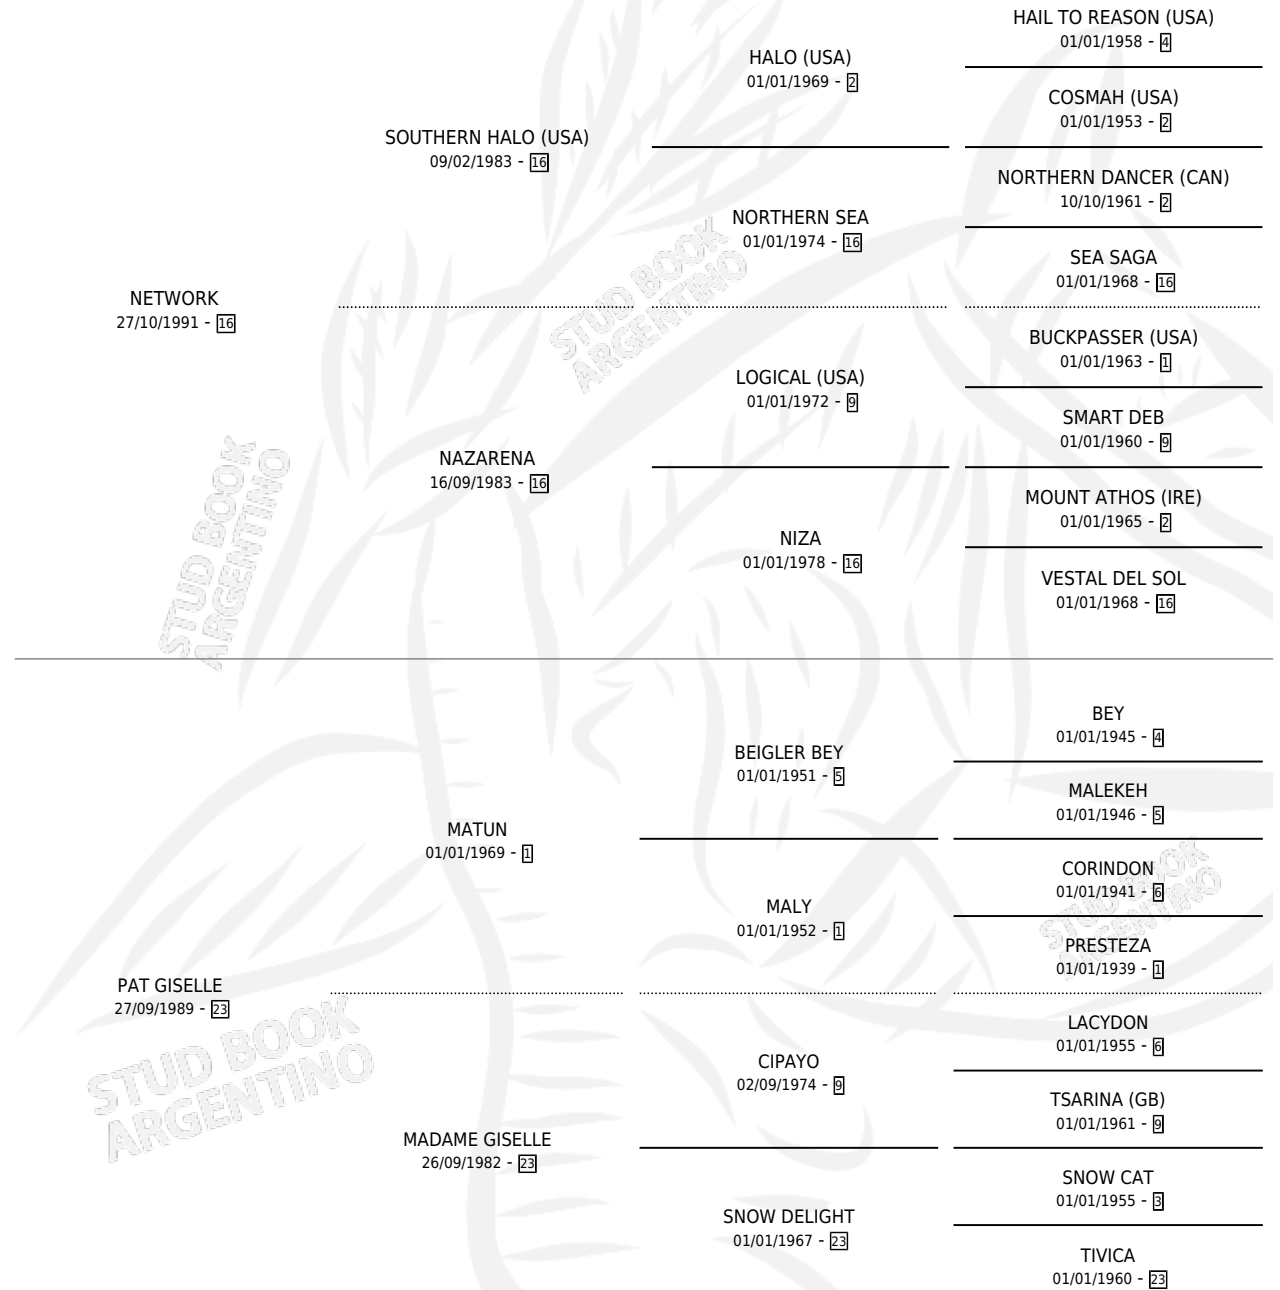 HAIL TO REASON (USA)
01/01/1958 - 4
HALO (USA)
01/01/1969 - 2
COSMAH (USA)
01/01/1953 - 2
SOUTHERN HALO (USA)
09/02/1983 - 16
NORTHERN DANCER (CAN)
10/10/1961 - 2
NORTHERN SEA
01/01/1974 - 16
SEA SAGA
01/01/1968 - 16
STUD BOOK
ARGENTINO
NETWORK
27/10/1991 - 16
BUCKPASSER (USA)
01/01/1963 - 1
LOGICAL (USA)
01/01/1972 - 9
SMART DEB
01/01/1960 - 9
NAZARENA
16/09/1983 - 16
MOUNT ATHOS (IRE)
01/01/1965 - 2
NIZA
01/01/1978 - 16
VESTAL DEL SOL
01/01/1968 - 16
STUD BOOK
ARGENTINO
BEY
01/01/1945 - 4
BEIGLER BEY
01/01/1951 - 5
MALEKEH
01/01/1946 - 5
MATUN
01/01/1969 - 1
CORINDON
01/01/1941 - 6
MALY
01/01/1952 - 1
PRESTEZA
01/01/1939 - 1
STUD BOOK
ARGENTINO
PAT GISELLE
27/09/1989 - 23
LACYDON
01/01/1955 - 6
CIPAYO
02/09/1974 - 9
TSARINA (GB)
01/01/1961 - 9
STUD BOOK
ARGENTINO
MADAME GISELLE
26/09/1982 - 23
SNOW CAT
01/01/1955 - 3
SNOW DELIGHT
01/01/1967 - 23
TIVICA
01/01/1960 - 23